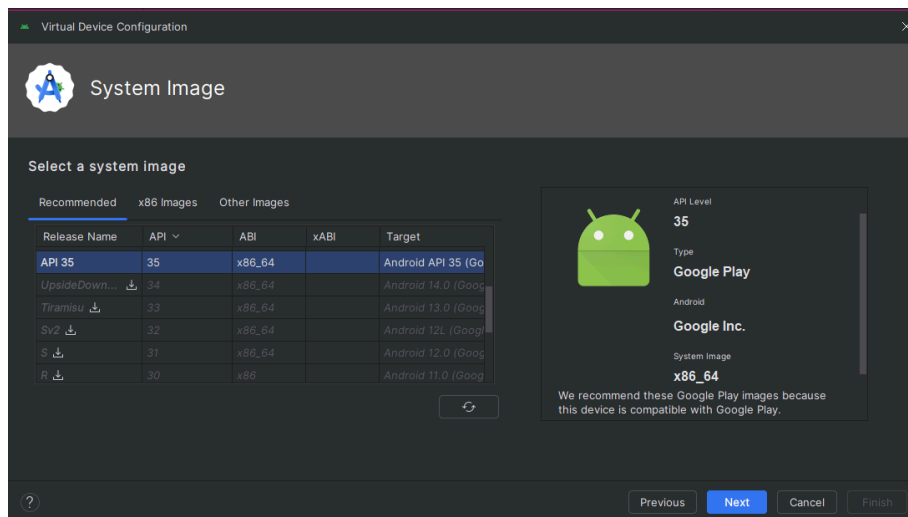 Virtual Device Configuration
System Image
Select a system image
Recommended x86 Images Other Images
Release Name API ABI xABI Target
API 35 35 x86_64 Android API 35 (Go
UpsideDown... 34 x86_64 Android 14.0 (Goog
Tiramisu 33 x86_64 Android 13.0 (Goog
Sv2 32 x86_64 Android 12L (Googl
S 31 x86_64 Android 12.0 (Goog
R 30 x86 Android 11.0 (Goog
API Level
35
Type
Google Play
Android
Google Inc.
System Image
x86_64
We recommend these Google Play images because
this device is compatible with Google Play.
? Previous Next Cancel Finish